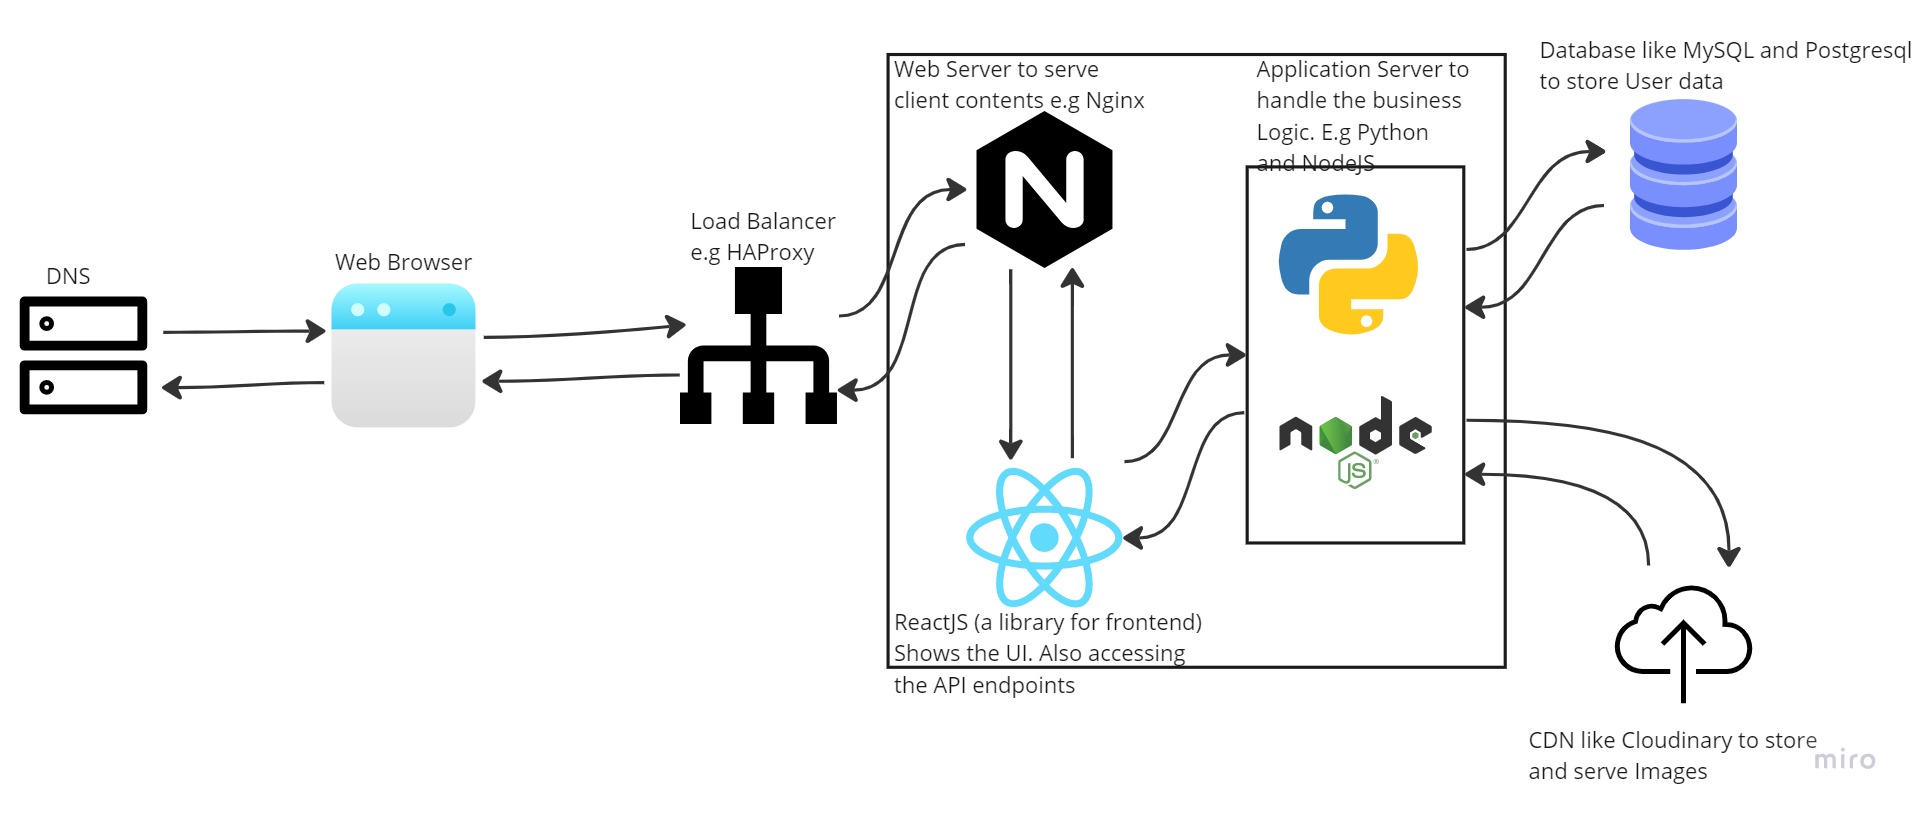 DNS
Web Browser
Load Balancer
e.g HAProxy
Web Server to serve
client contents e.g Nginx
N
Application Server to
handle the business
Logic. E.g Python
and NodeJS
node
JS
®
ReactJS (a library for frontend)
Shows the UI. Also accessing
the API endpoints
Database like MySQL and Postgresql
to store User data
CDN like Cloudinary to store
and serve Images
miro